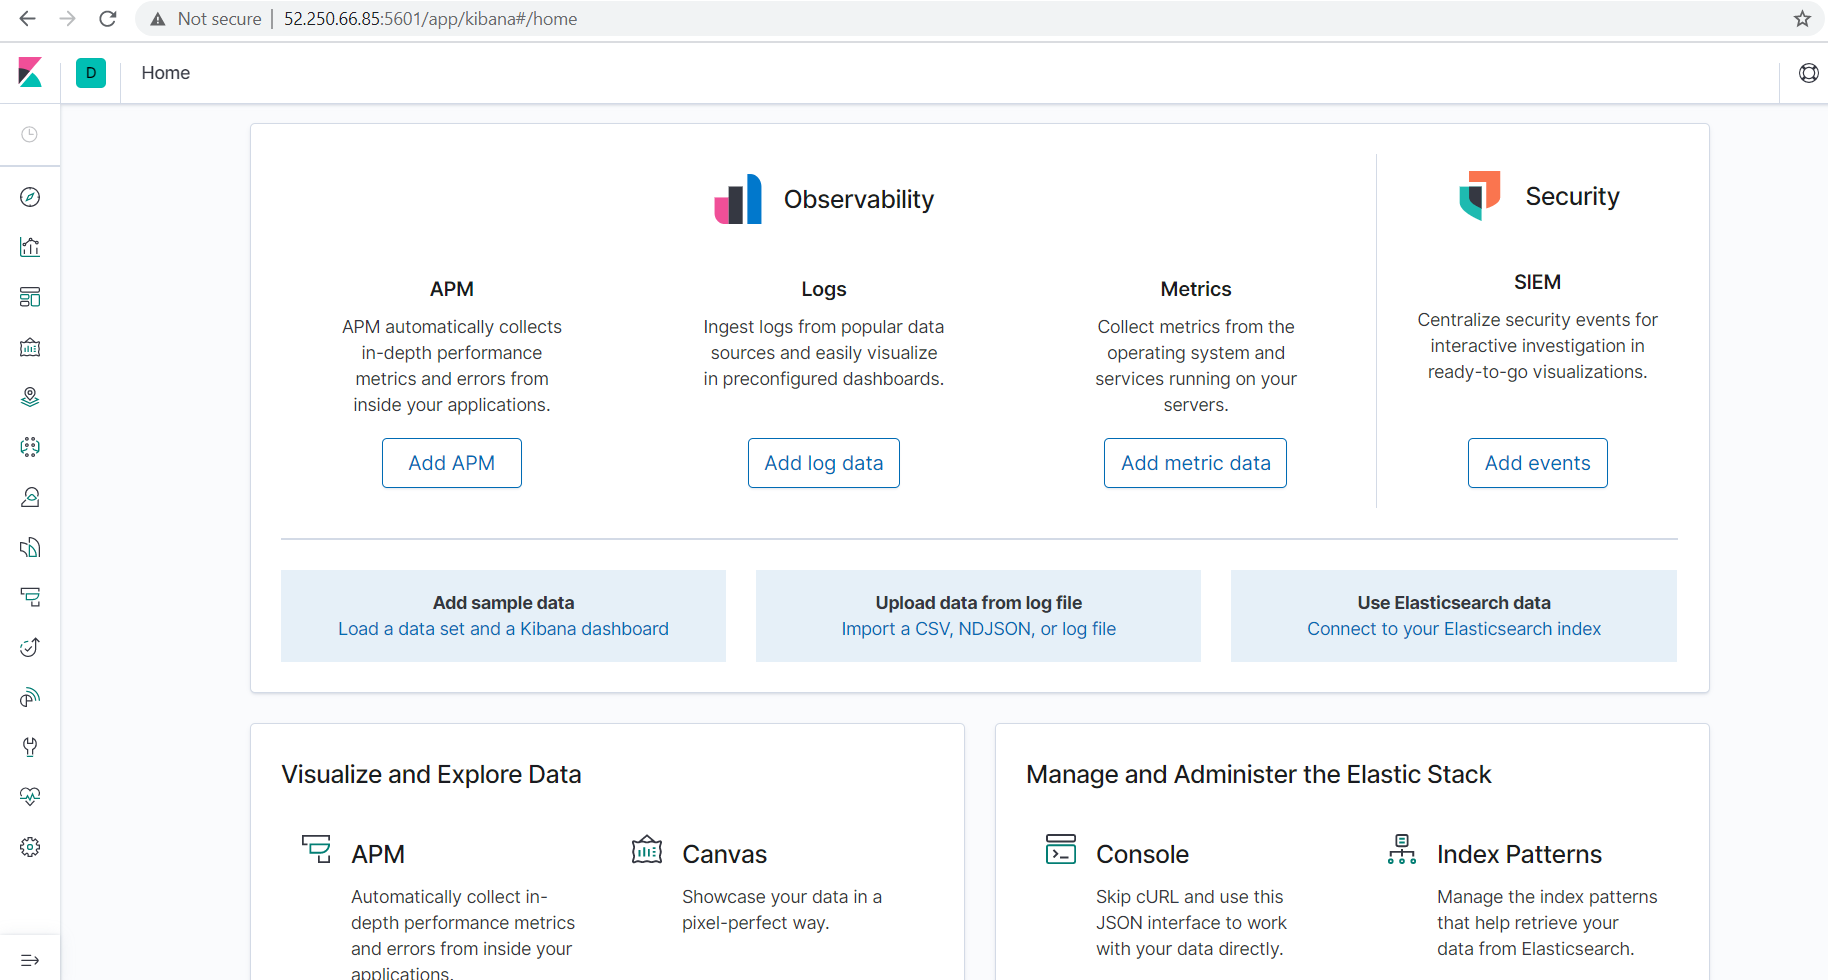 Not secure | 52.250.66.85:5601/app/kibana#/home
D
Home
Observability
Security
APM
APM automatically collects
in-depth performance
metrics and errors from
inside your applications.
Add APM
Logs
Ingest logs from popular data
sources and easily visualize
in preconfigured dashboards.
Add log data
Metrics
Collect metrics from the
operating system and
services running on your
servers.
Add metric data
SIEM
Centralize security events for
interactive investigation in
ready-to-go visualizations.
Add events
Add sample data
Load a data set and a Kibana dashboard
Upload data from log file
Import a CSV, NDJSON, or log file
Use Elasticsearch data
Connect to your Elasticsearch index
Visualize and Explore Data
APM
Automatically collect in-
depth performance metrics
and errors from inside your
applications.
Canvas
Showcase your data in a
pixel-perfect way.
Manage and Administer the Elastic Stack
Console
Skip cURL and use this
JSON interface to work
with your data directly.
Index Patterns
Manage the index patterns
that help retrieve your
data from Elasticsearch.